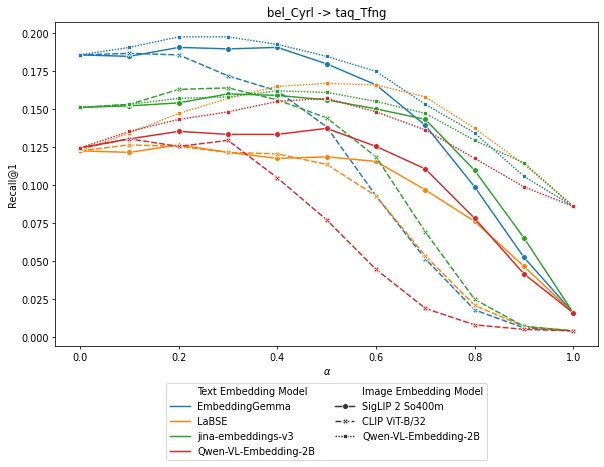 bel_Cyrl -> taq_Tfng
0.200
0.175
0.150
0.125
0.100
0.075
0.050
0.025
0.000
Recall@1
0.0
0.2
0.4
0.6
0.8
1.0
α
Text Embedding Model
EmbeddingGemma
LaBSE
jina-embeddings-v3
Qwen-VL-Embedding-2B
Image Embedding Model
SigLIP 2 So400m
CLIP ViT-B/32
Qwen-VL-Embedding-2B